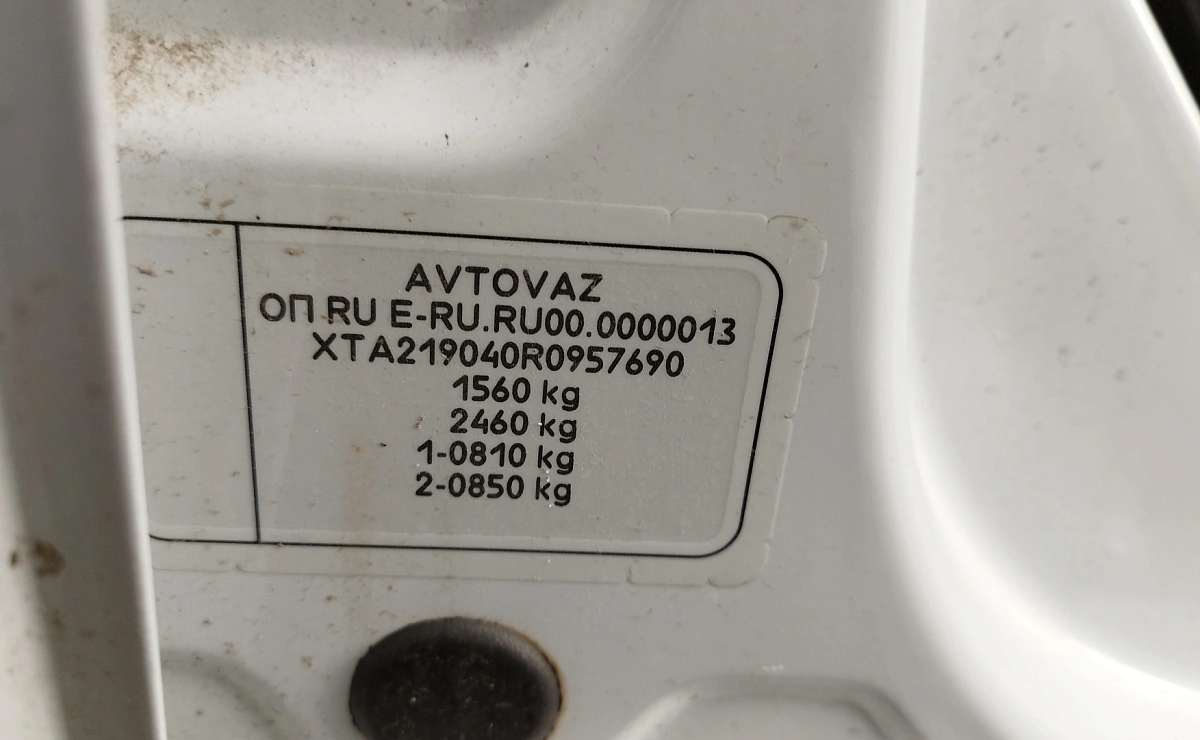 AVTOVAZ
ОП RU E-RU.RU00.0000013
XTA219040R0957690
1560 kg
2460 kg
1-0810 kg
2-0850 kg